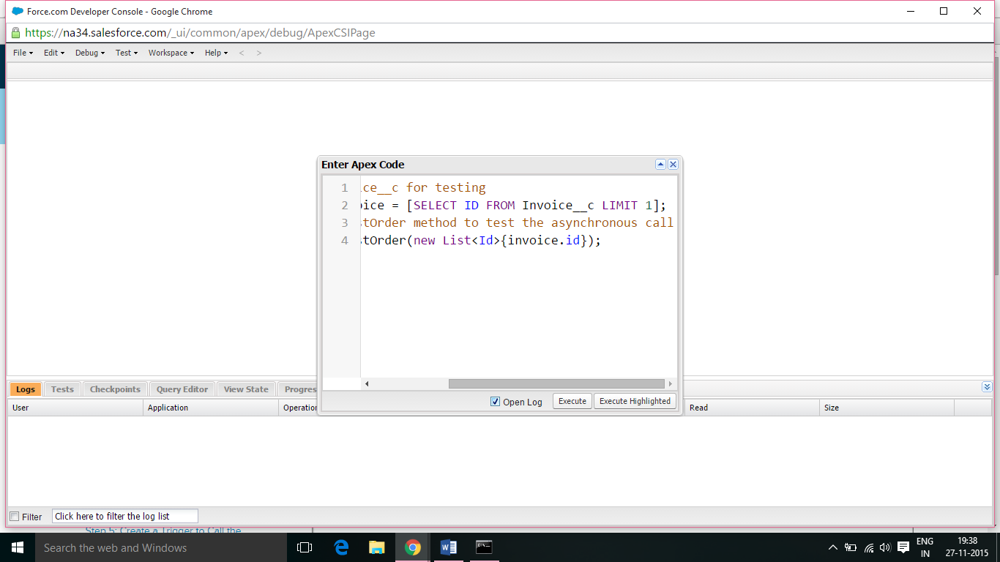 Force.com Developer Console - Google Chrome
https://na34.salesforce.com/_ui/common/apex/debug/ApexCSIPage
File Edit Debug Test Workspace Help < >
Enter Apex Code
1 ice__c for testing
2 oice = [SELECT ID FROM Invoice__c LIMIT 1];
3 stOrder method to test the asynchronous call
4 stOrder(new List<Id>{invoice.id});
Open Log Execute Execute Highlighted
Logs Tests Checkpoints Query Editor View State Progres
User Application Operation Read Size
Filter Click here to filter the log list
Step 5: Create a Trigger to Call the
Search the web and Windows
ENG
IN
19:38
27-11-2015